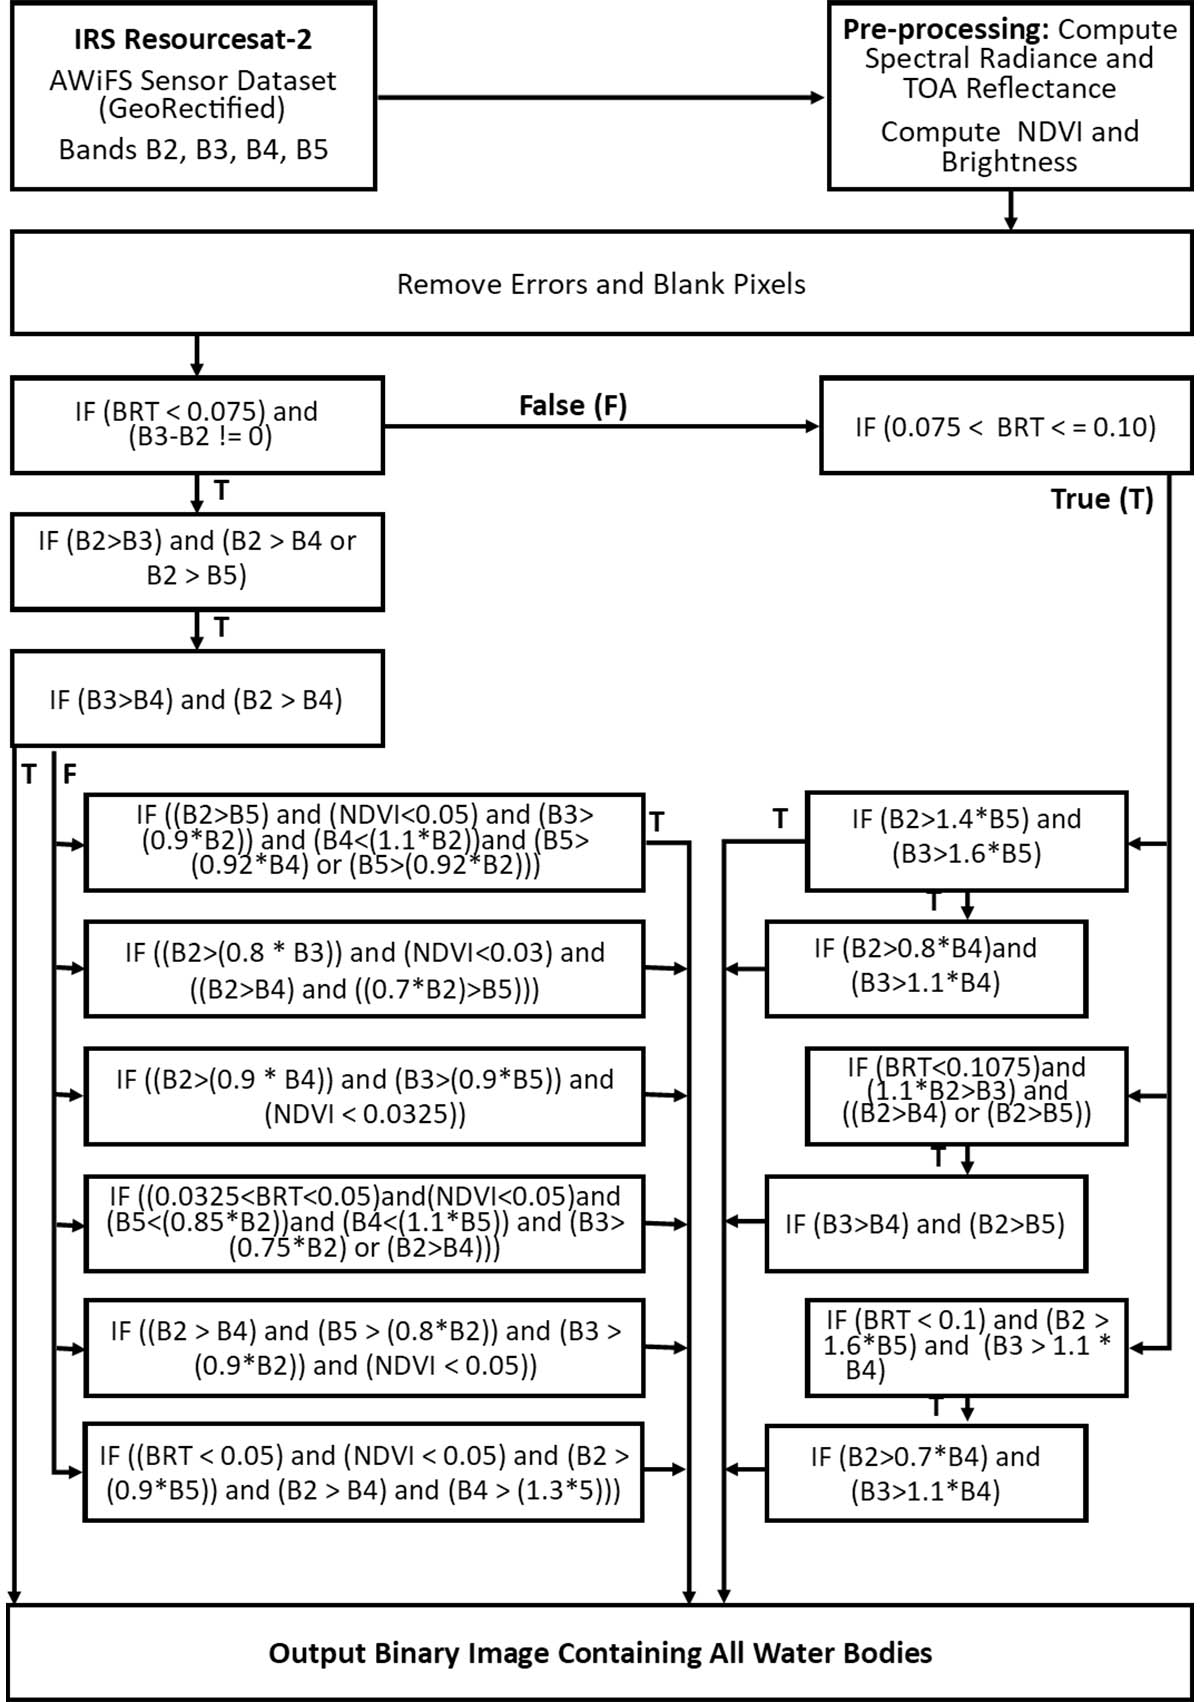 IRS Resourcesat-2
AWiFS Sensor Dataset
(GeoRectified)
Bands B2, B3, B4, B5
Pre-processing: Compute
Spectral Radiance and
TOA Reflectance
Compute NDVI and
Brightness
Remove Errors and Blank Pixels
IF (BRT < 0.075) and
(B3-B2 != 0)
False (F)
IF (0.075 < BRT < = 0.10)
T
True (T)
IF (B2>B3) and (B2 > B4 or
B2 > B5)
T
IF (B3>B4) and (B2 > B4)
T
F
IF ((B2>B5) and (NDVI<0.05) and (B3>
(0.9*B2)) and (B4<(1.1*B2))and (B5>
(0.92*B4) or (B5>(0.92*B2)))
T
IF ((B2>(0.8 * B3)) and (NDVI<0.03) and
((B2>B4) and ((0.7*B2)>B5)))
IF ((B2>(0.9 * B4)) and (B3>(0.9*B5)) and
(NDVI < 0.0325))
IF ((0.0325<BRT<0.05)and(NDVI<0.05)and
(B5<(0.85*B2))and (B4<(1.1*B5)) and (B3>
(0.75*B2) or (B2>B4)))
IF ((B2 > B4) and (B5 > (0.8*B2)) and (B3 >
(0.9*B2)) and (NDVI < 0.05))
IF ((BRT < 0.05) and (NDVI < 0.05) and (B2 >
(0.9*B5)) and (B2 > B4) and (B4 > (1.3*5)))
T
IF (B2>1.4*B5) and
(B3>1.6*B5)
T
IF (B2>0.8*B4)and
(B3>1.1*B4)
IF (BRT<0.1075)and
(1.1*B2>B3) and
((B2>B4) or (B2>B5))
T
IF (B3>B4) and (B2>B5)
IF (BRT < 0.1) and (B2 >
1.6*B5) and (B3 > 1.1 *
B4)
T
IF (B2>0.7*B4) and
(B3>1.1*B4)
Output Binary Image Containing All Water Bodies